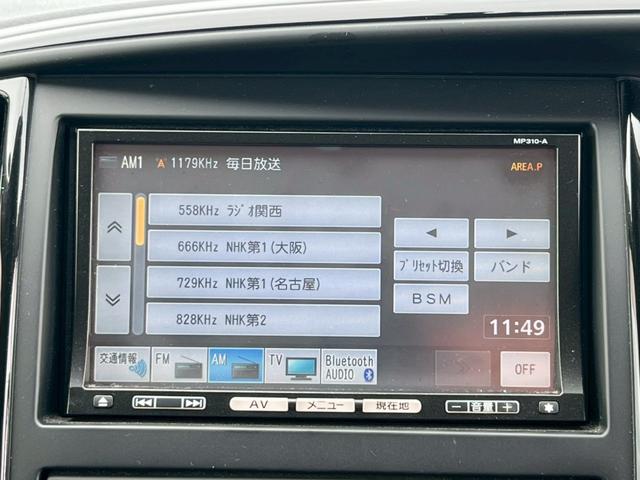 MP310-A
AM1 A 1179KHz 毎日放送 AREA.P
558KHz ラジオ関西
666KHz NHK第1(大阪)
729KHz NHK第1(名古屋)
828KHz NHK第2
プリセット切換 バンド
BSM
11:49
交通情報 FM AM TV Bluetooth AUDIO OFF
AV メニュー 現在地 音量